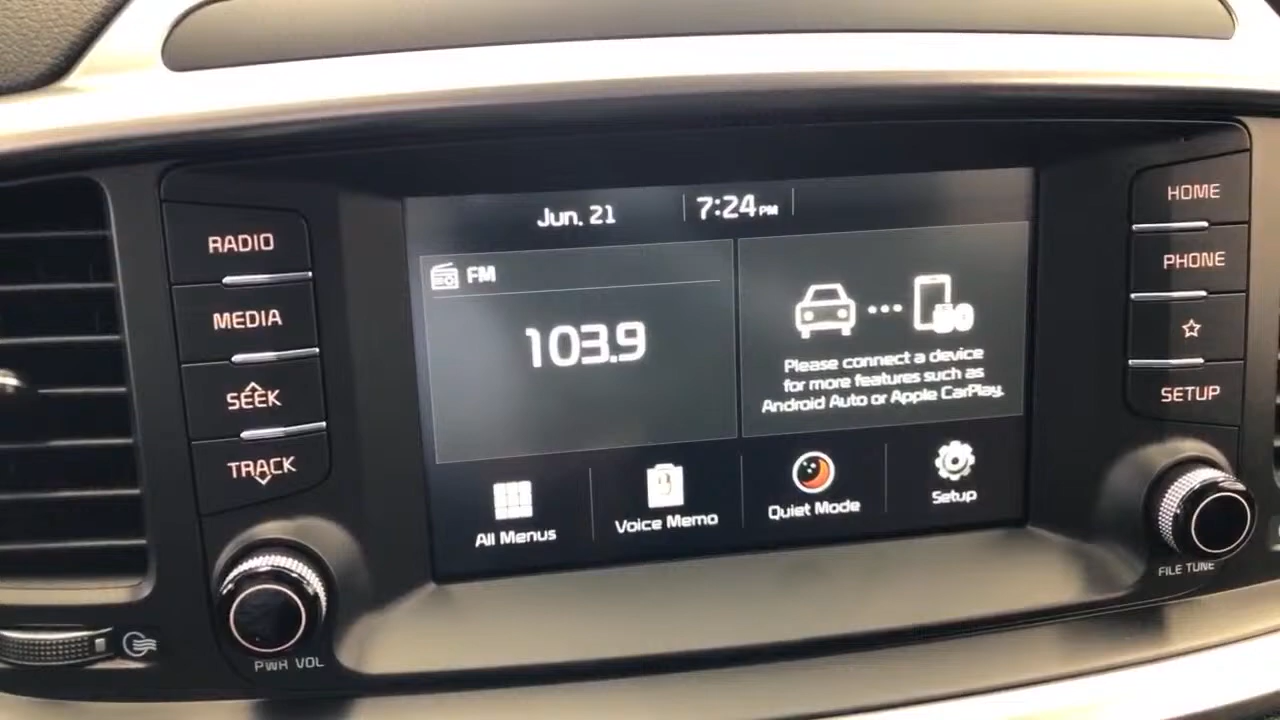 RADIO
MEDIA
SEEK
TRACK
PWR VOL
Jun. 21
7:24 PM
FM
103.9
Please connect a device
for more features such as
Android Auto or Apple CarPlay.
All Menus
Voice Memo
Quiet Mode
Setup
HOME
PHONE
SETUP
FILE TUNE